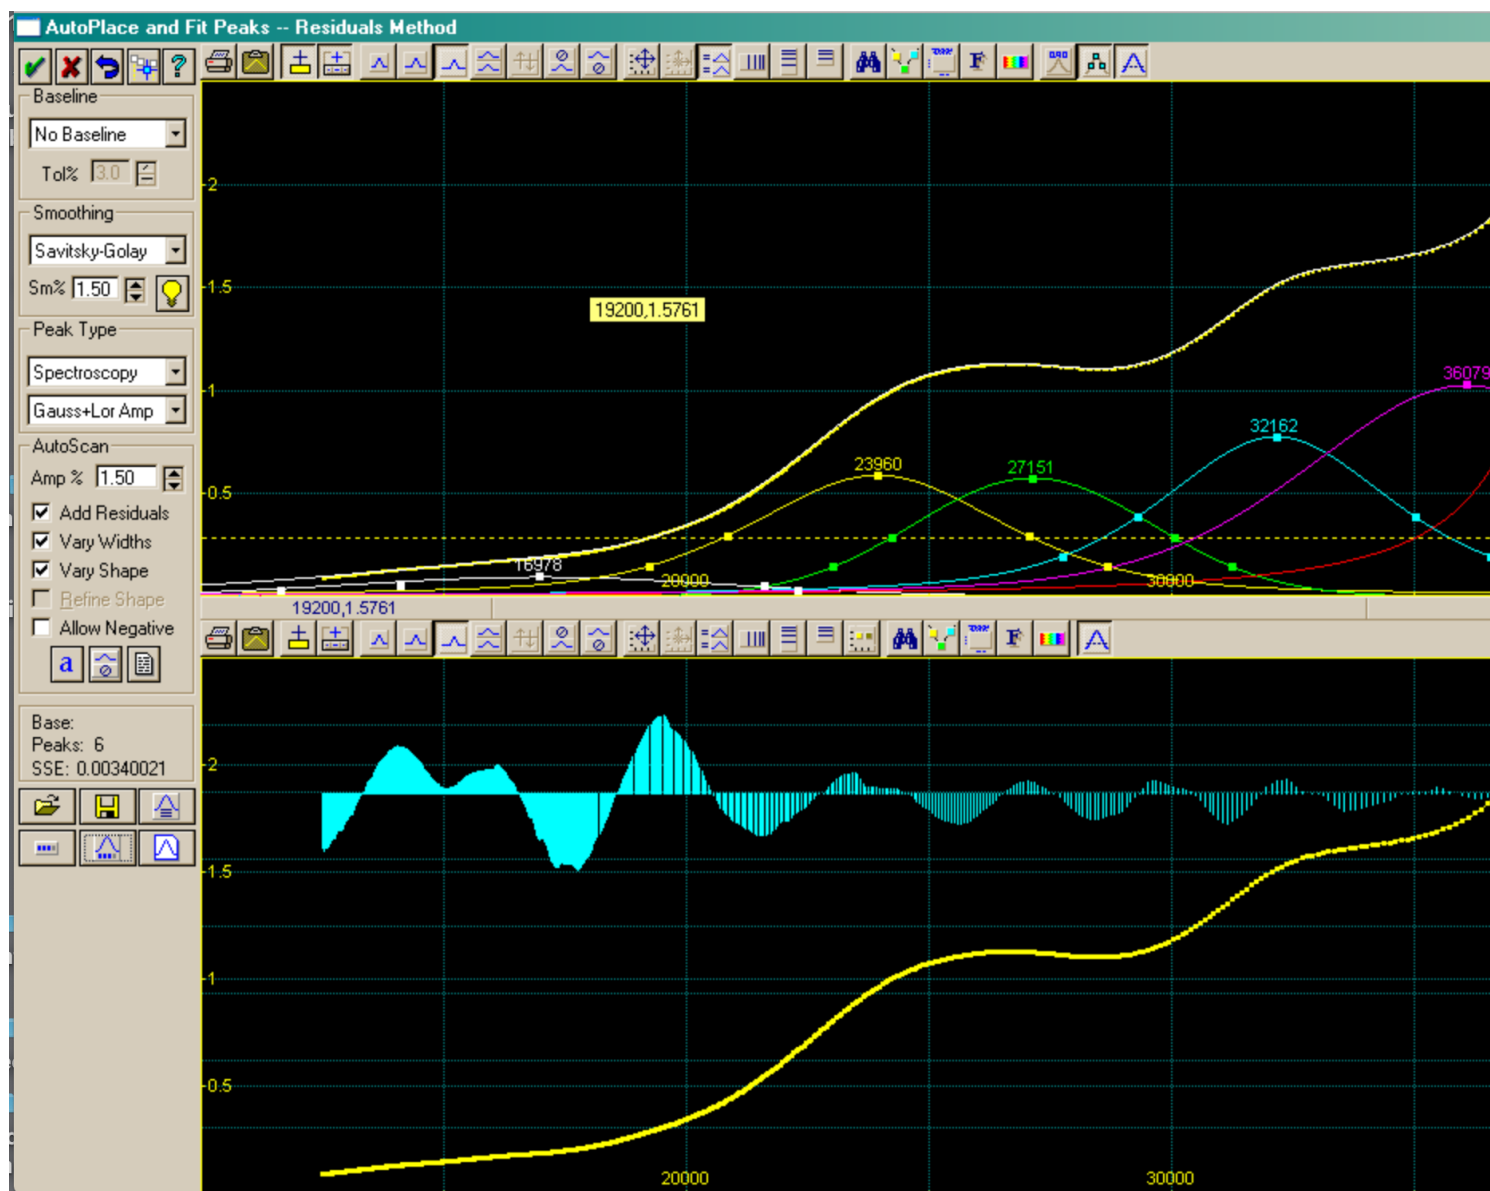 AutoPlace and Fit Peaks -- Residuals Method
Baseline
No Baseline
Tol% 3.0
Smoothing
Savitsky-Golay
Sm% 1.50
Peak Type
Spectroscopy
Gauss+Lor Amp
AutoScan
Amp % 1.50
Add Residuals
Vary Widths
Vary Shape
Refine Shape
Allow Negative
a
Base:
Peaks: 6
SSE: 0.00340021
?
F
2
1.5
19200,1.5761
1
36079
32162
23960
27151
0.5
16978
20000
30000
19200,1.5761
F
2
1.5
1
0.5
20000
30000